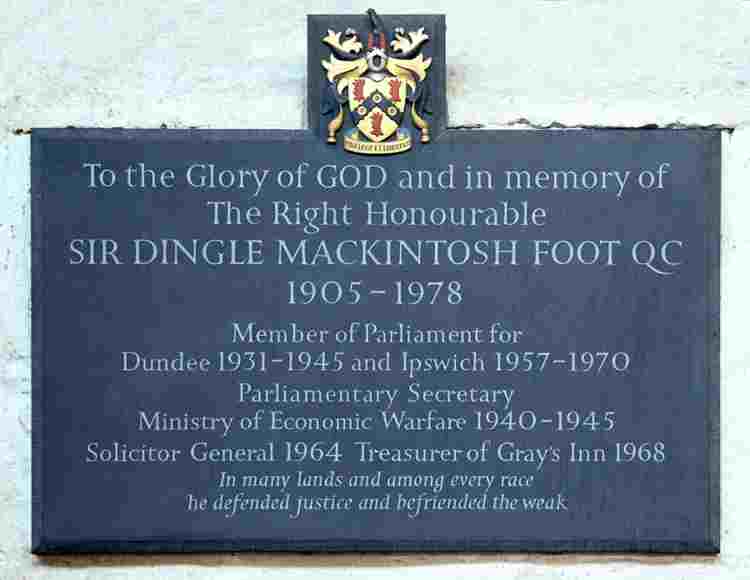 To the Glory of GOD and in memory of
The Right Honourable
SIR DINGLE MACKINTOSH FOOT QC
1905 – 1978
Member of Parliament for
Dundee 1931–1945 and Ipswich 1957–1970
Parliamentary Secretary
Ministry of Economic Warfare 1940–1945
Solicitor General 1964 Treasurer of Gray's Inn 1968
In many lands and among every race
he defended justice and befriended the weak